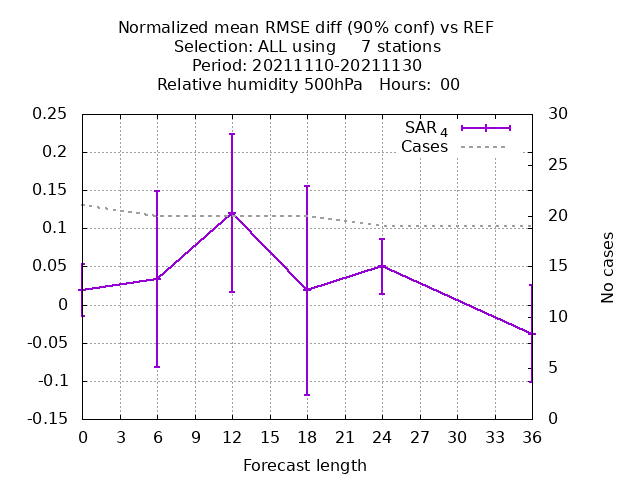 Normalized mean RMSE diff (90% conf) vs REF
Selection: ALL using 7 stations
Period: 20211110-20211130
Relative humidity 500hPa Hours: 00
0.25
0.2
0.15
0.1
0.05
0
-0.05
-0.1
-0.15
30
25
20
15
10
5
0
SAR 4
Cases
No cases
0 3 6 9 12 15 18 21 24 27 30 33 36
Forecast length